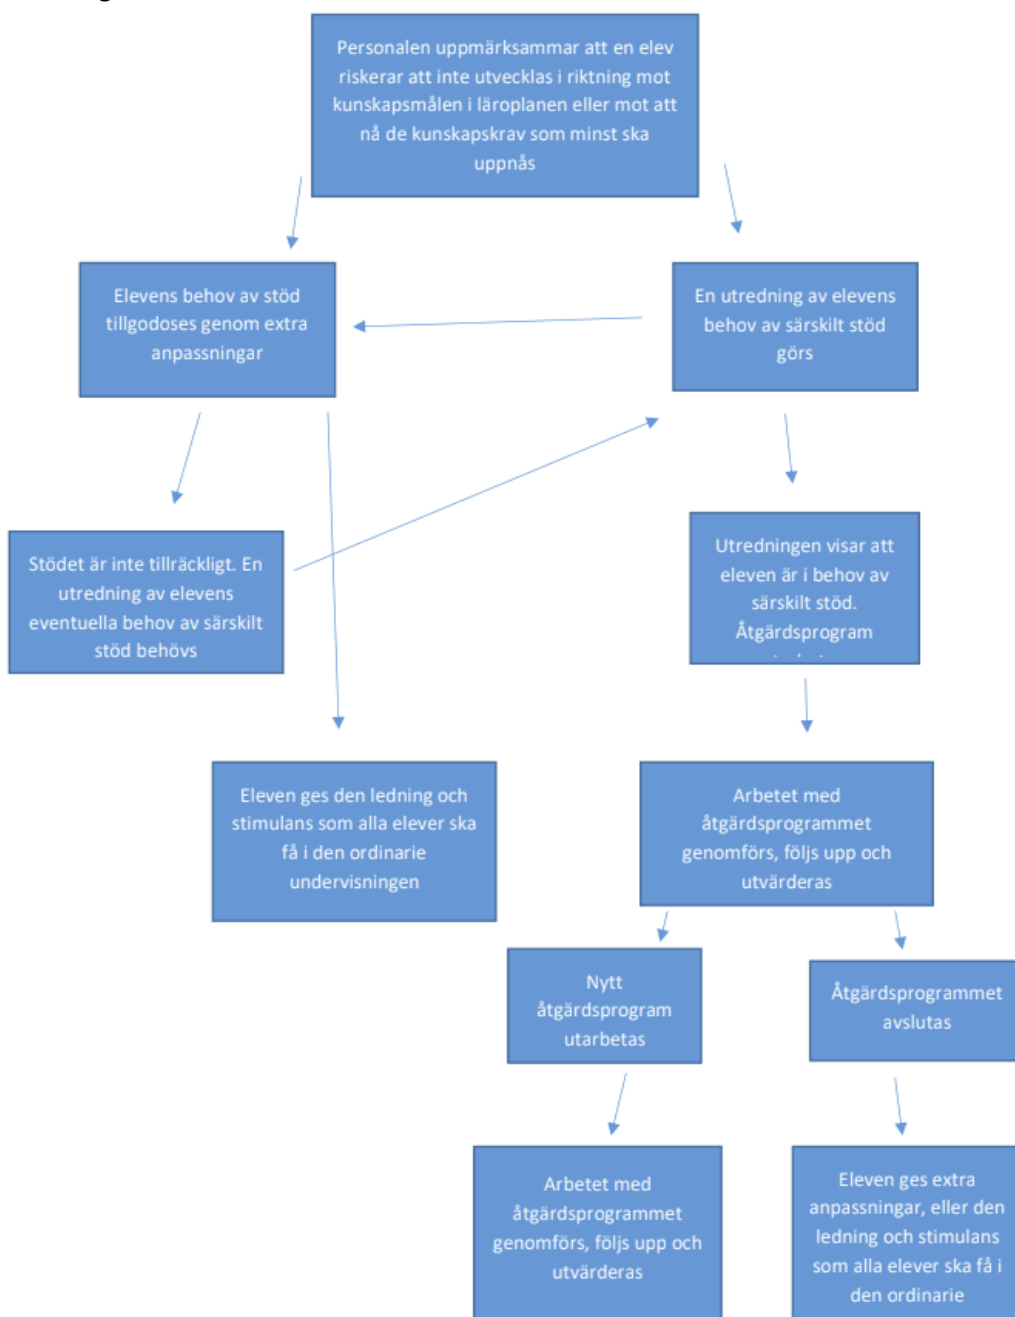 Personalen uppmärksammar att en elev
riskerar att inte utvecklas i riktning mot
kunskapsmålen i läroplanen eller mot att
nå de kunskapskrav som minst ska
uppnås
Elevens behov av stöd
tillgodoses genom extra
anpassningar
En utredning av elevens
behov av särskilt stöd
görs
Stödet är inte tillräckligt. En
utredning av elevens
eventuella behov av särskilt
stöd behövs
Utredningen visar att
eleven är i behov av
särskilt stöd.
Åtgärdsprogram
Eleven ges den ledning och
stimulans som alla elever ska
få i den ordinarie
undervisningen
Arbetet med
åtgärdsprogrammet
genomförs, följs upp och
utvärderas
Nytt
åtgärdsprogram
utarbetas
Åtgärdsprogrammet
avslutas
Arbetet med
åtgärdsprogrammet
genomförs, följs upp och
utvärderas
Eleven ges extra
anpassningar, eller den
ledning och stimulans
som alla elever ska få i
den ordinarie